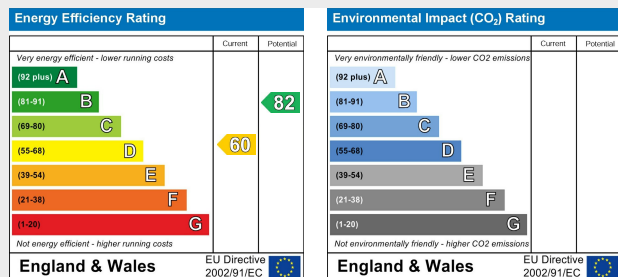 Energy Efficiency Rating
Current Potential
Very energy efficient - lower running costs
(92 plus) A
(81-91) B
82
(69-80) C
(55-68) D
60
(39-54) E
(21-38) F
(1-20) G
Not energy efficient - higher running costs
England & Wales
EU Directive
2002/91/EC
Environmental Impact (CO₂) Rating
Current Potential
Very environmentally friendly - lower CO2 emissions
(92 plus) A
(81-91) B
(69-80) C
(55-68) D
(39-54) E
(21-38) F
(1-20) G
Not environmentally friendly - higher CO2 emissions
England & Wales
EU Directive
2002/91/EC